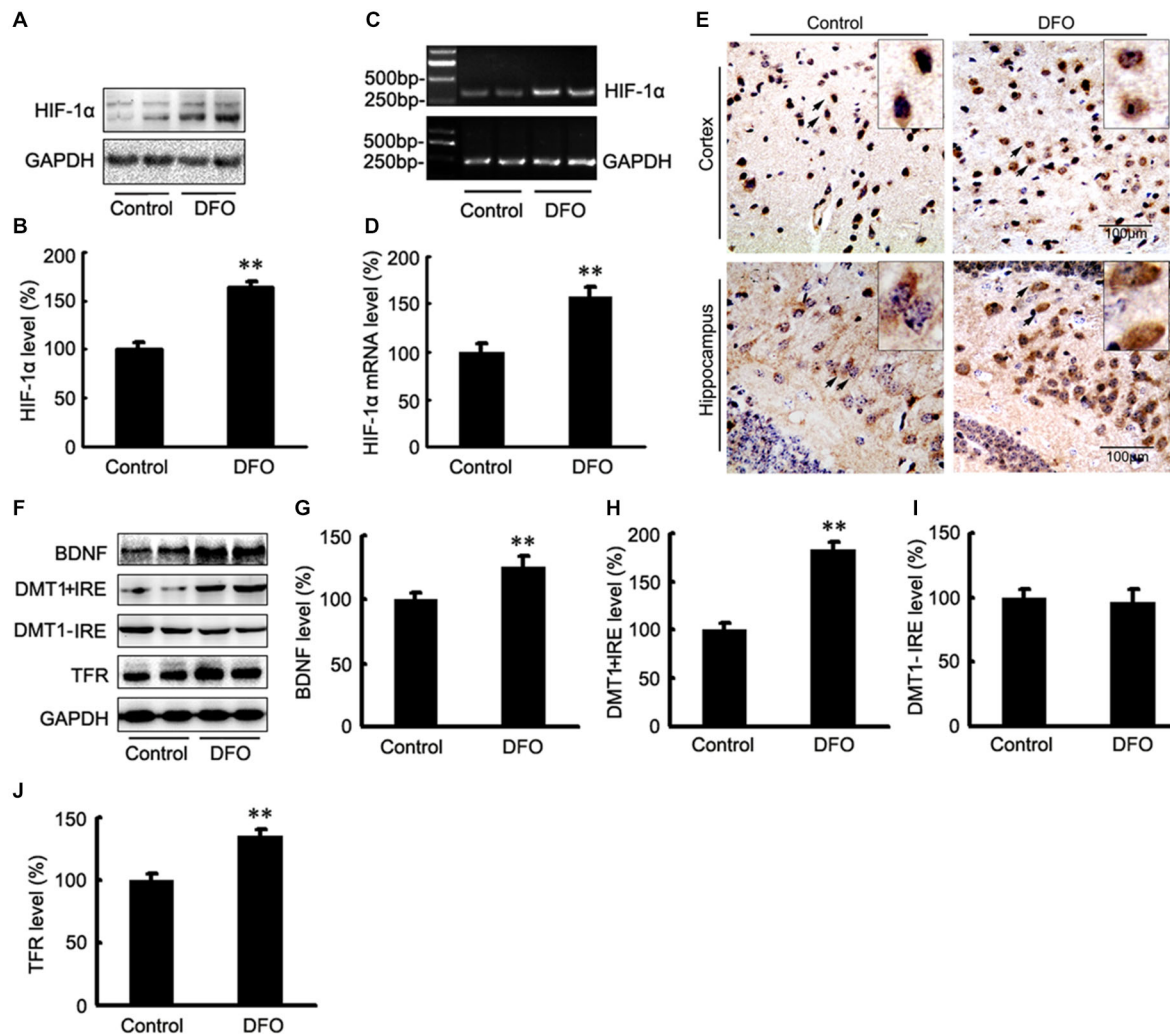 A
HIF-1α
GAPDH
Control DFO
B
HIF-1α level (%)
200
150
100
50
0
**
Control DFO
C
500bp-
250bp-
HIF-1α
500bp-
250bp-
GAPDH
Control DFO
D
HIF-1α mRNA level (%)
200
150
100
50
0
**
Control DFO
E
Control DFO
Cortex
100µm
Hippocampus
100µm
F
BDNF
DMT1+IRE
DMT1-IRE
TFR
GAPDH
Control DFO
G
BDNF level (%)
150
100
50
0
**
Control DFO
H
DMT1+IRE level (%)
200
150
100
50
0
**
Control DFO
I
DMT1- IRE level (%)
150
100
50
0
Control DFO
J
TFR level (%)
150
100
50
0
**
Control DFO